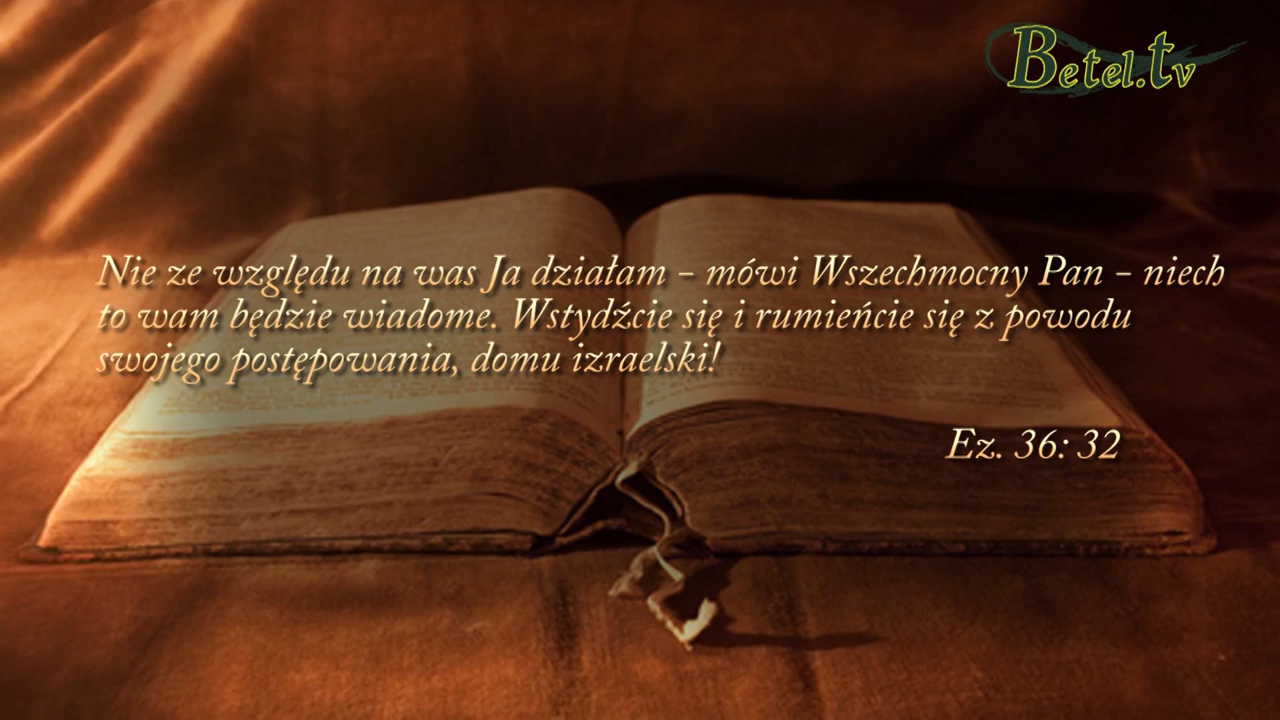 Betel.tv
Nie ze względu na was Ja działam - mówi Wszechmocny Pan - niech
to wam będzie wiadome. Wstydźcie się i rumieńcie się z powodu
swojego postępowania, domu izraelski!
Ez. 36: 32